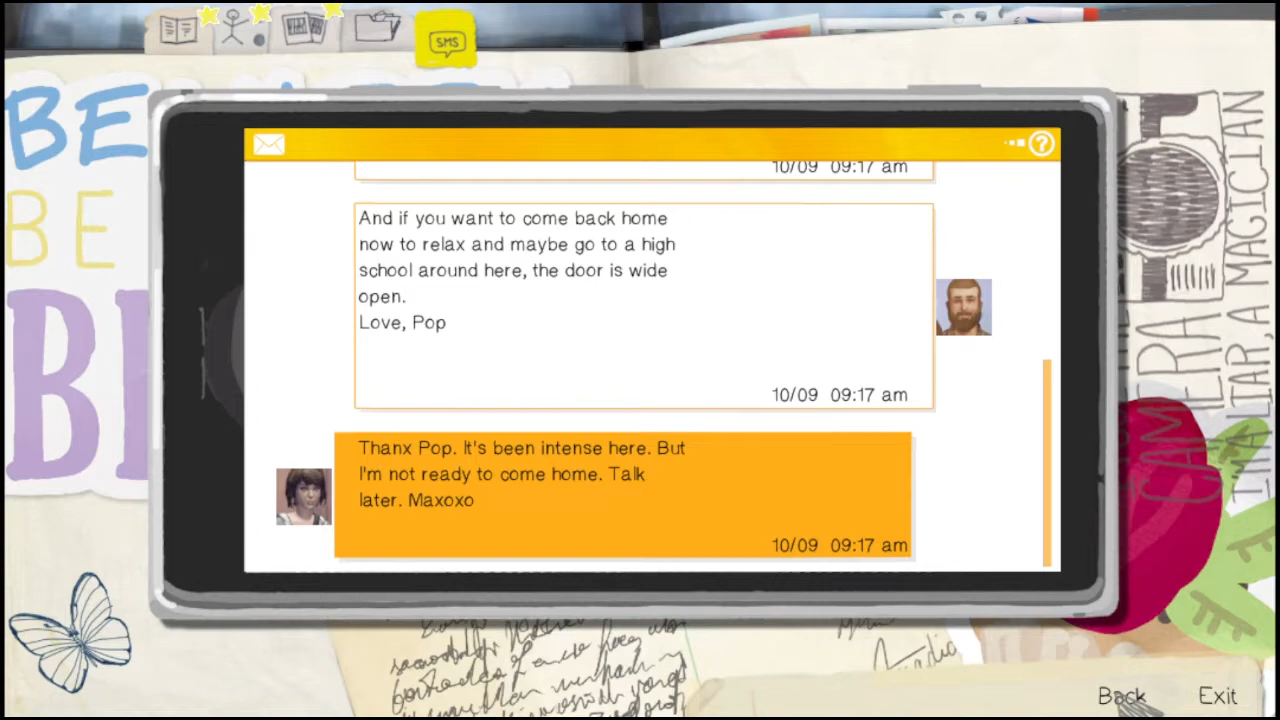 SMS
BE
BE
10/09 09:17 am
And if you want to come back home
now to relax and maybe go to a high
school around here, the door is wide
open.
Love, Pop
10/09 09:17 am
Thanx Pop. It's been intense here. But
I'm not ready to come home. Talk
later. Maxoxo
10/09 09:17 am
CAMERA
A MAGICIAN
Back
Exit